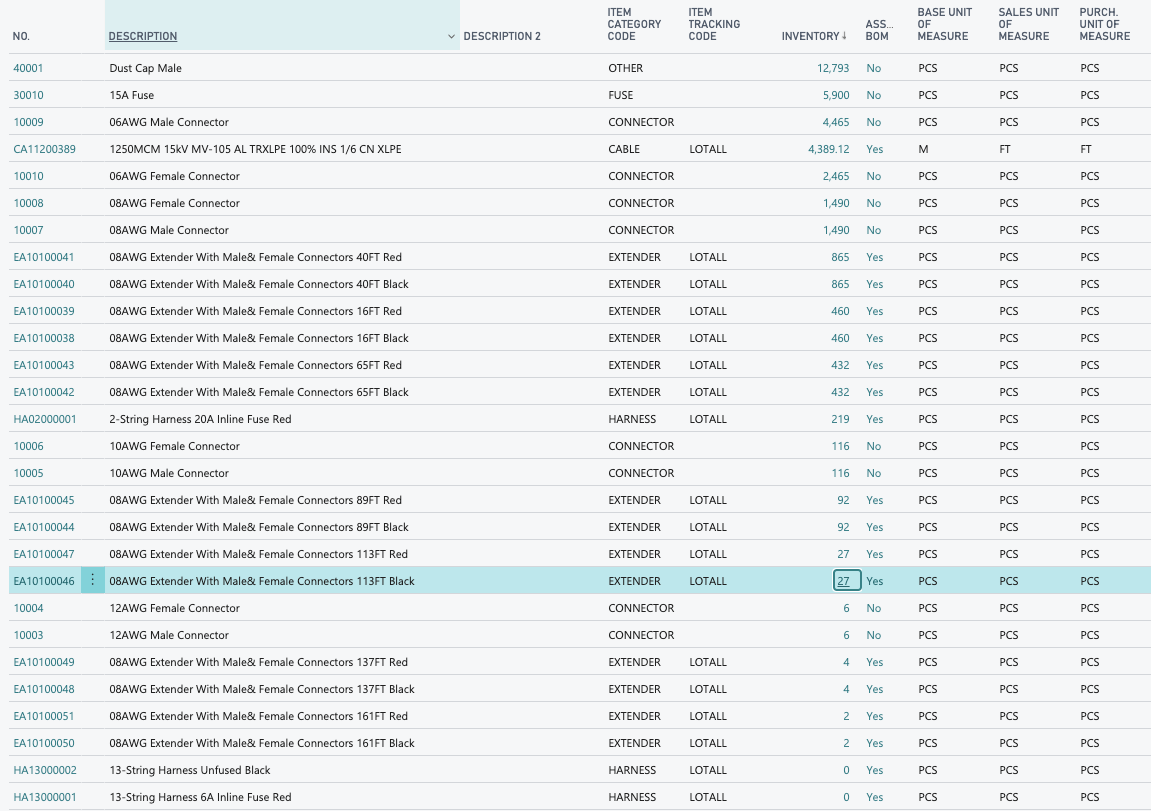 NO. DESCRIPTION DESCRIPTION 2 ITEM CATEGORY CODE ITEM TRACKING CODE INVENTORY↓ ASS... BOM BASE UNIT OF MEASURE SALES UNIT OF MEASURE PURCH. UNIT OF MEASURE
40001 Dust Cap Male OTHER 12,793 No PCS PCS PCS
30010 15A Fuse FUSE 5,900 No PCS PCS PCS
10009 06AWG Male Connector CONNECTOR 4,465 No PCS PCS PCS
CA11200389 1250MCM 15kV MV-105 AL TRXLPE 100% INS 1/6 CN XLPE CABLE LOTALL 4,389.12 Yes M FT FT
10010 06AWG Female Connector CONNECTOR 2,465 No PCS PCS PCS
10008 08AWG Female Connector CONNECTOR 1,490 No PCS PCS PCS
10007 08AWG Male Connector CONNECTOR 1,490 No PCS PCS PCS
EA10100041 08AWG Extender With Male& Female Connectors 40FT Red EXTENDER LOTALL 865 Yes PCS PCS PCS
EA10100040 08AWG Extender With Male& Female Connectors 40FT Black EXTENDER LOTALL 865 Yes PCS PCS PCS
EA10100039 08AWG Extender With Male& Female Connectors 16FT Red EXTENDER LOTALL 460 Yes PCS PCS PCS
EA10100038 08AWG Extender With Male& Female Connectors 16FT Black EXTENDER LOTALL 460 Yes PCS PCS PCS
EA10100043 08AWG Extender With Male& Female Connectors 65FT Red EXTENDER LOTALL 432 Yes PCS PCS PCS
EA10100042 08AWG Extender With Male& Female Connectors 65FT Black EXTENDER LOTALL 432 Yes PCS PCS PCS
HA02000001 2-String Harness 20A Inline Fuse Red HARNESS LOTALL 219 Yes PCS PCS PCS
10006 10AWG Female Connector CONNECTOR 116 No PCS PCS PCS
10005 10AWG Male Connector CONNECTOR 116 No PCS PCS PCS
EA10100045 08AWG Extender With Male& Female Connectors 89FT Red EXTENDER LOTALL 92 Yes PCS PCS PCS
EA10100044 08AWG Extender With Male& Female Connectors 89FT Black EXTENDER LOTALL 92 Yes PCS PCS PCS
EA10100047 08AWG Extender With Male& Female Connectors 113FT Red EXTENDER LOTALL 27 Yes PCS PCS PCS
EA10100046 08AWG Extender With Male& Female Connectors 113FT Black EXTENDER LOTALL 27 Yes PCS PCS PCS
10004 12AWG Female Connector CONNECTOR 6 No PCS PCS PCS
10003 12AWG Male Connector CONNECTOR 6 No PCS PCS PCS
EA10100049 08AWG Extender With Male& Female Connectors 137FT Red EXTENDER LOTALL 4 Yes PCS PCS PCS
EA10100048 08AWG Extender With Male& Female Connectors 137FT Black EXTENDER LOTALL 4 Yes PCS PCS PCS
EA10100051 08AWG Extender With Male& Female Connectors 161FT Red EXTENDER LOTALL 2 Yes PCS PCS PCS
EA10100050 08AWG Extender With Male& Female Connectors 161FT Black EXTENDER LOTALL 2 Yes PCS PCS PCS
HA13000002 13-String Harness Unfused Black HARNESS LOTALL 0 Yes PCS PCS PCS
HA13000001 13-String Harness 6A Inline Fuse Red HARNESS LOTALL 0 Yes PCS PCS PCS